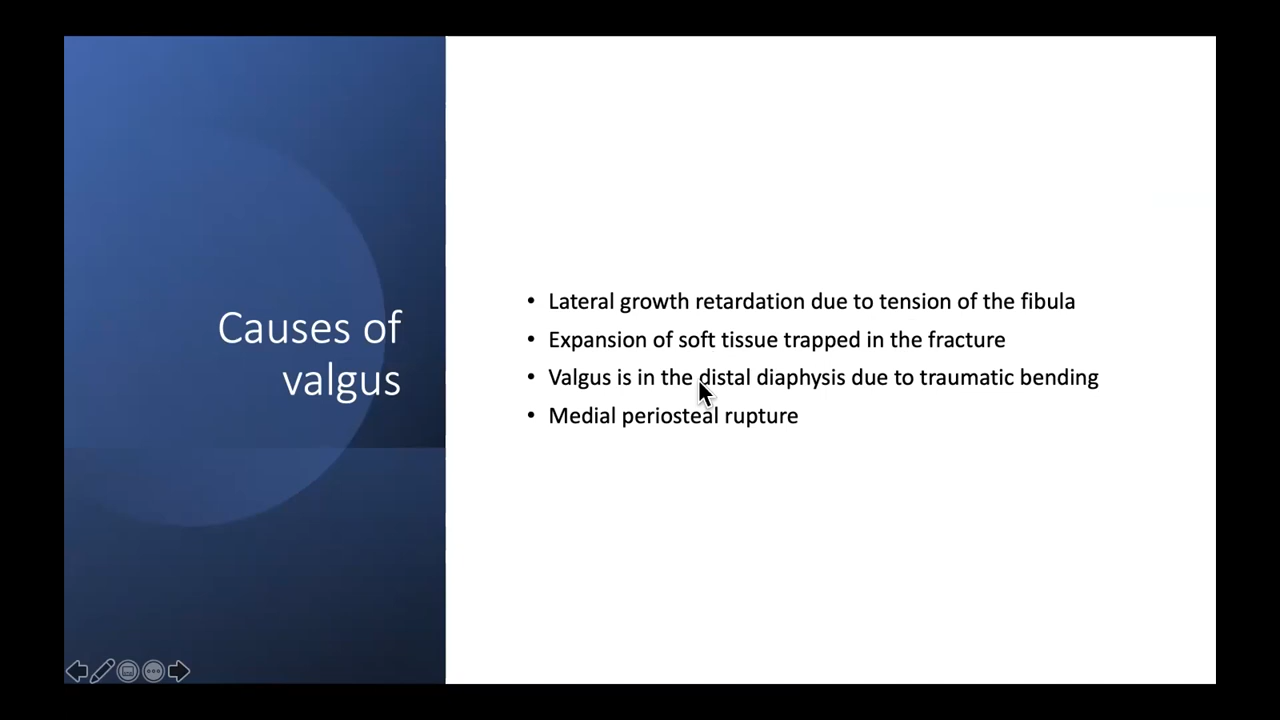 Causes of
valgus
• Lateral growth retardation due to tension of the fibula
• Expansion of soft tissue trapped in the fracture
• Valgus is in the distal diaphysis due to traumatic bending
• Medial periosteal rupture